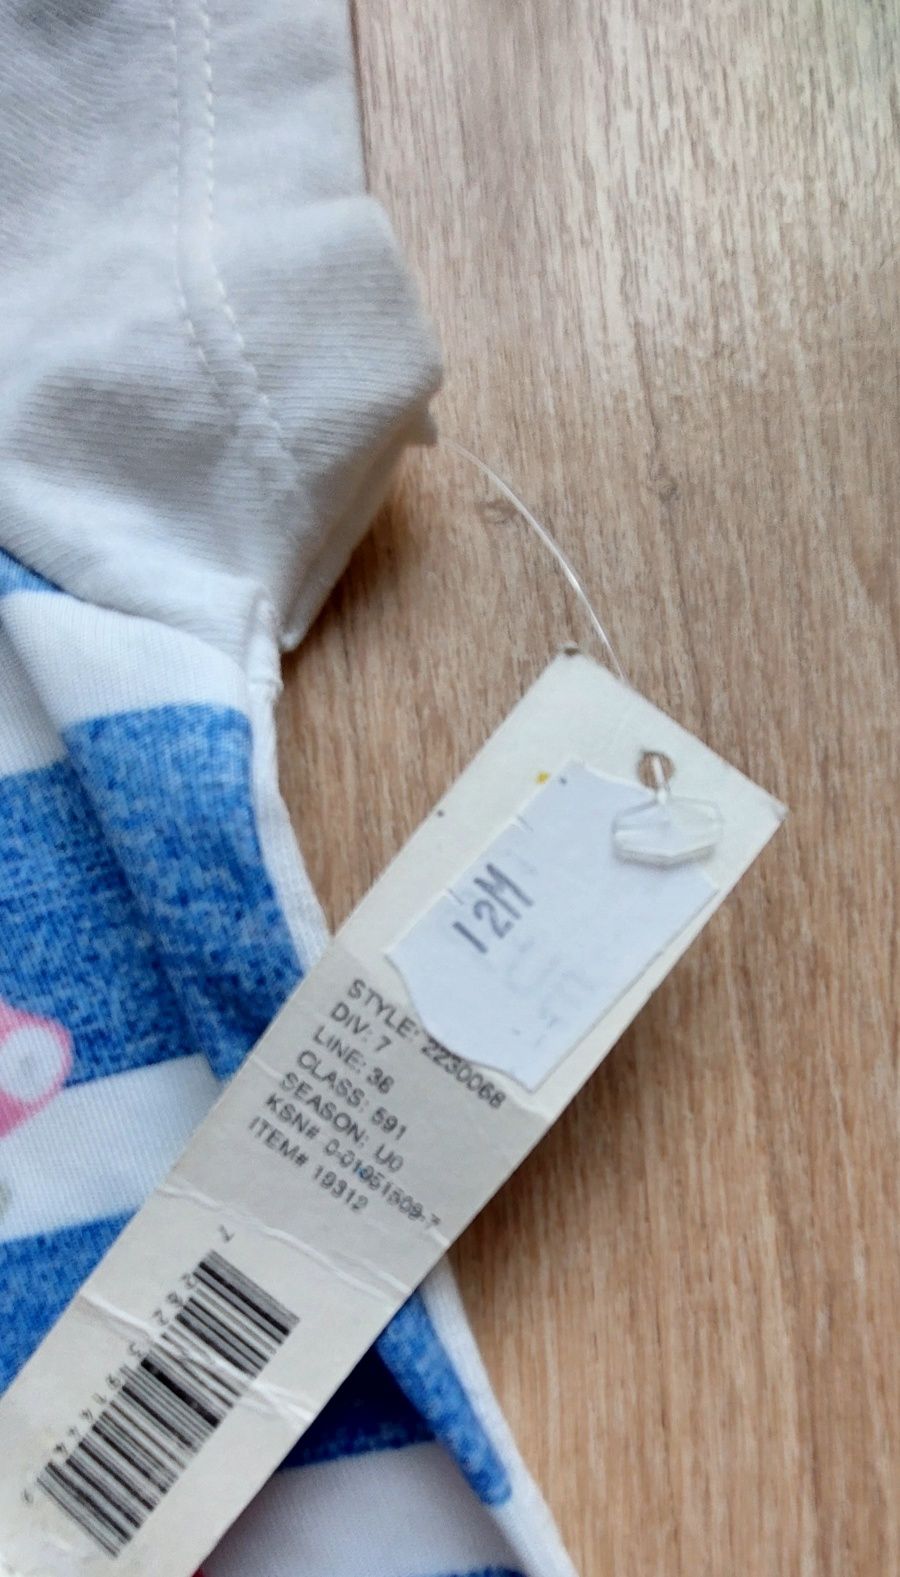 12M
STYLE: 2230068
DIV: 7
LINE: 36
CLASS: 591
SEASON: U0
KSN# 0-01951509-7
ITEM# 19312